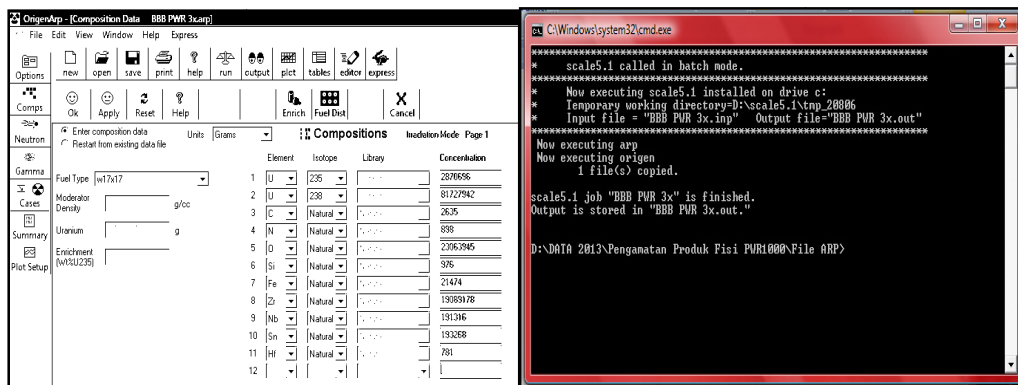 OrigenArp - [Composition Data BBB PWR 3x.arp]
File Edit View Window Help Express
Options
new open save print help run output plot tables editor express
Comps
Ok Apply Reset Help Enrich Fuel Dist Cancel
Neutron
Enter composition data
Restart from existing data file
Units Grams
Compositions
Irradiation Mode Page 1
Gamma
Element Isotope Library Concentration
Cases
Fuel Type w17x17
Moderator Density g/cc
Summary
Uranium g
Plot Setup
Enrichment (Wt%U235)
1 U 235 2870696
2 U 238 81727942
3 C Natural 2635
4 N Natural 898
5 O Natural 23063945
6 Si Natural 976
7 Fe Natural 21474
8 Zr Natural 19089178
9 Nb Natural 191316
10 Sn Natural 193268
11 Hf Natural 781
12
C:\Windows\system32\cmd.exe
* scale5.1 called in batch mode.
* Now executing scale5.1 installed on drive c:
* Temporary working directory=D:\scale5.1\tmp_20806
* Input file = "BBB PWR 3x.inp" Output file="BBB PWR 3x.out"
Now executing arp
Now executing origen
1 file(s) copied.
scale5.1 job "BBB PWR 3x" is finished.
Output is stored in "BBB PWR 3x.out."
D:\DATA 2013\Pengamatan Produk Fisi PWR1000\File ARP>